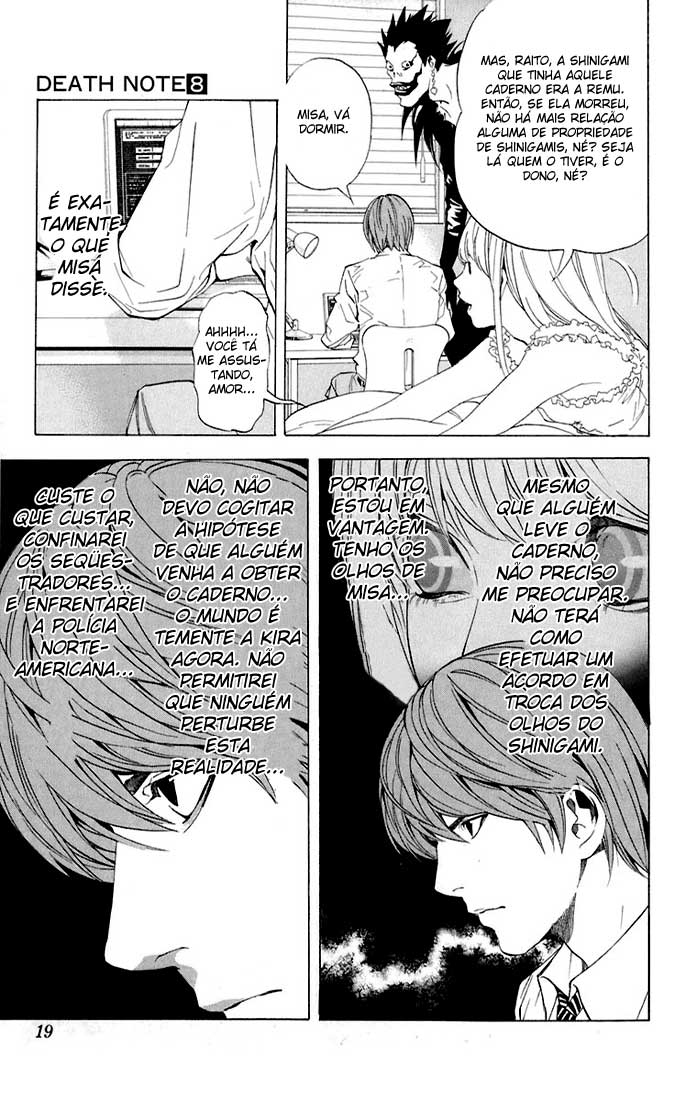 DEATH NOTE 8
MAS, RAITO, A SHINIGAMI
QUE TINHA AQUELE
CADERNO ERA A REMU.
ENTÃO, SE ELA MORREU,
NÃO HÁ MAIS RELAÇÃO
ALGUMA DE PROPRIEDADE
DE SHINIGAMIS, NÉ? SEJA
LÁ QUEM O TIVER, É O
DONO, NÉ?
MISA, VÁ
DORMIR.
É EXA-
TAMENTE
O QUE
MISA
DISSE.
AHHHH...
VOCÊ TÁ
ME ASSUS-
TANDO,
AMOR...
MESMO
QUE ALGUÉM
LEVE O
CADERNO,
NÃO PRECISO
ME PREOCUPAR.
NÃO TERÁ
COMO
EFETUAR UM
ACORDO EM
TROCA DOS
OLHOS DO
SHINIGAMI.
PORTANTO,
ESTOU EM
VANTAGEM.
TENHO OS
OLHOS DE
MISA...
NÃO, NÃO
DEVO COGITAR
A HIPÓTESE
DE QUE ALGUÉM
VENHA A OBTER
O CADERNO...
O MUNDO É
TEMENTE A KIRA
AGORA. NÃO
PERMITIREI
QUE NINGUÉM
PERTURBE
ESTA
REALIDADE...
CUSTE O
QUE CUSTAR,
CONFINAREI
OS SEQÜES-
TRADORES...
E ENFRENTAREI
A POLÍCIA
NORTE-
AMERICANA...
19